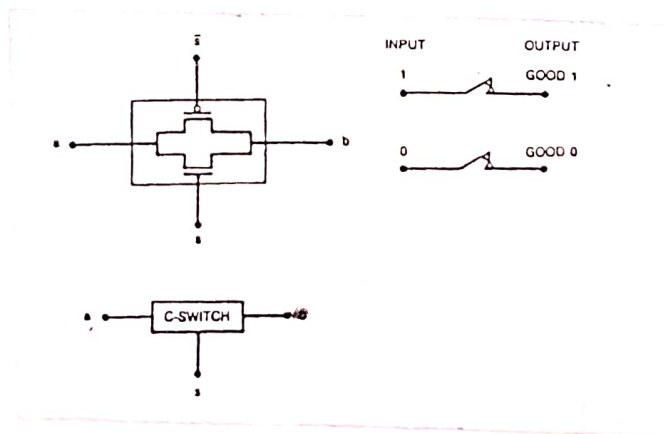 s̄
INPUT OUTPUT
1 GOOD 1
a b
0 GOOD 0
s
a C-SWITCH
s